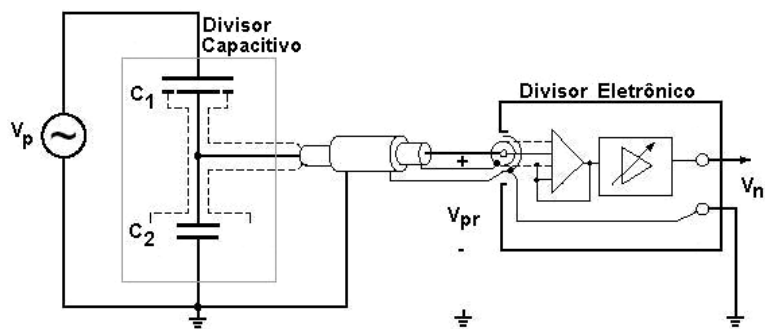 Divisor
Capacitivo
C1
Vp
C2
Divisor Eletrônico
+
Vpr
-
Vn